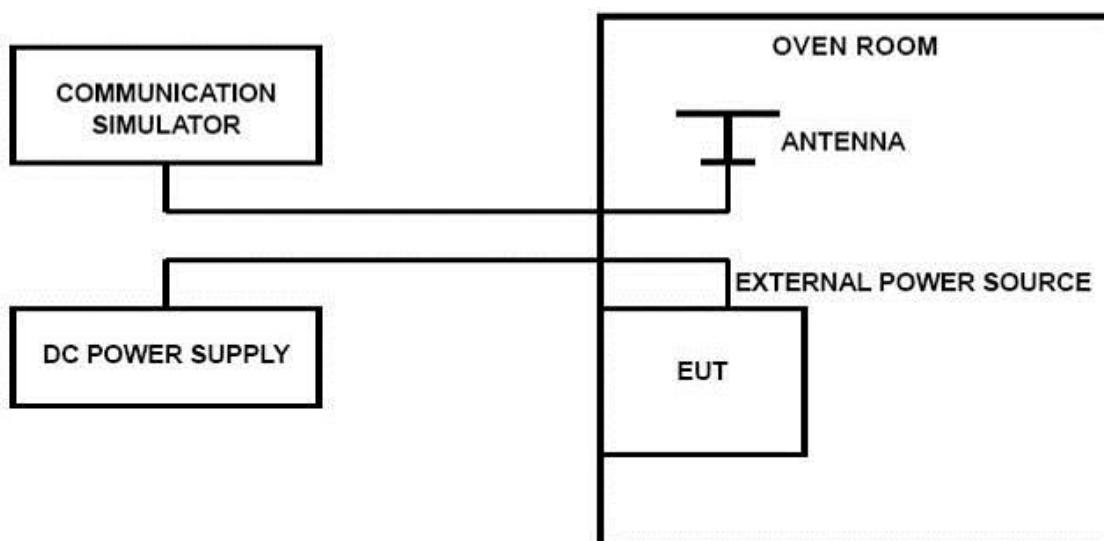 OVEN ROOM
COMMUNICATION
SIMULATOR
ANTENNA
EXTERNAL POWER SOURCE
DC POWER SUPPLY
EUT